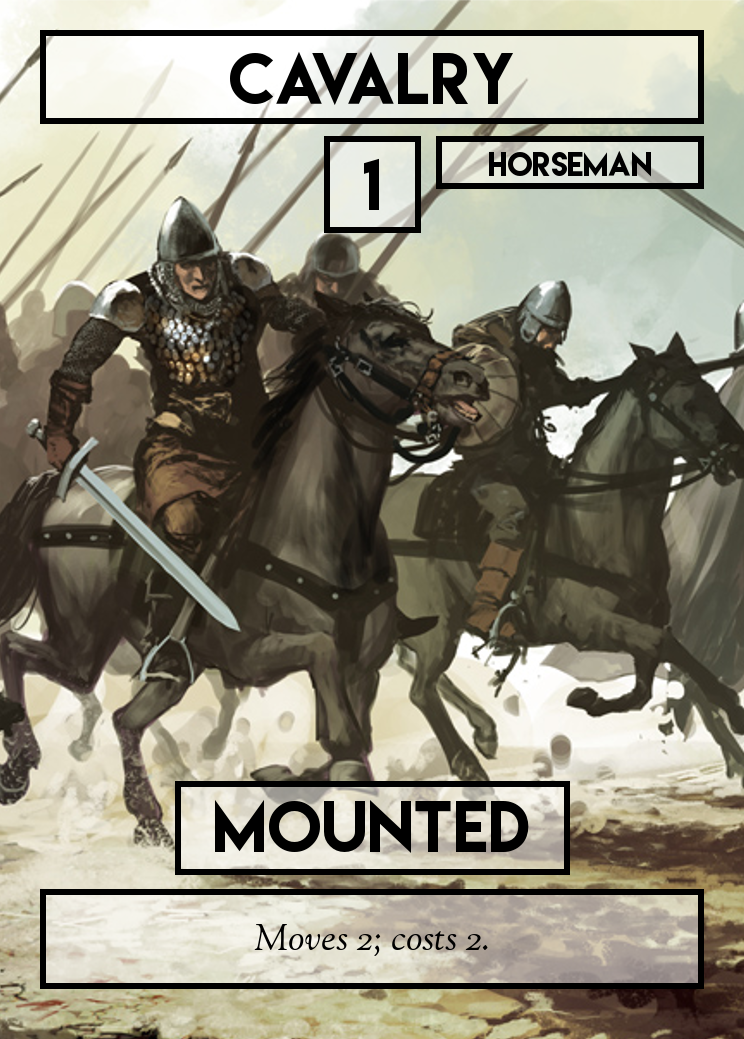 CAVALRY
1
HORSEMAN
MOUNTED
Moves 2; costs 2.